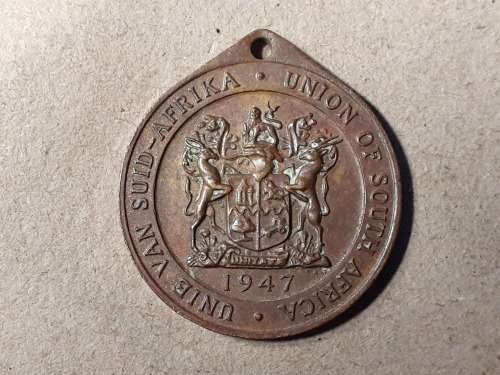 UNIE VAN SUID-AFRIKA · UNION OF SOUTH AFRICA ·
1947